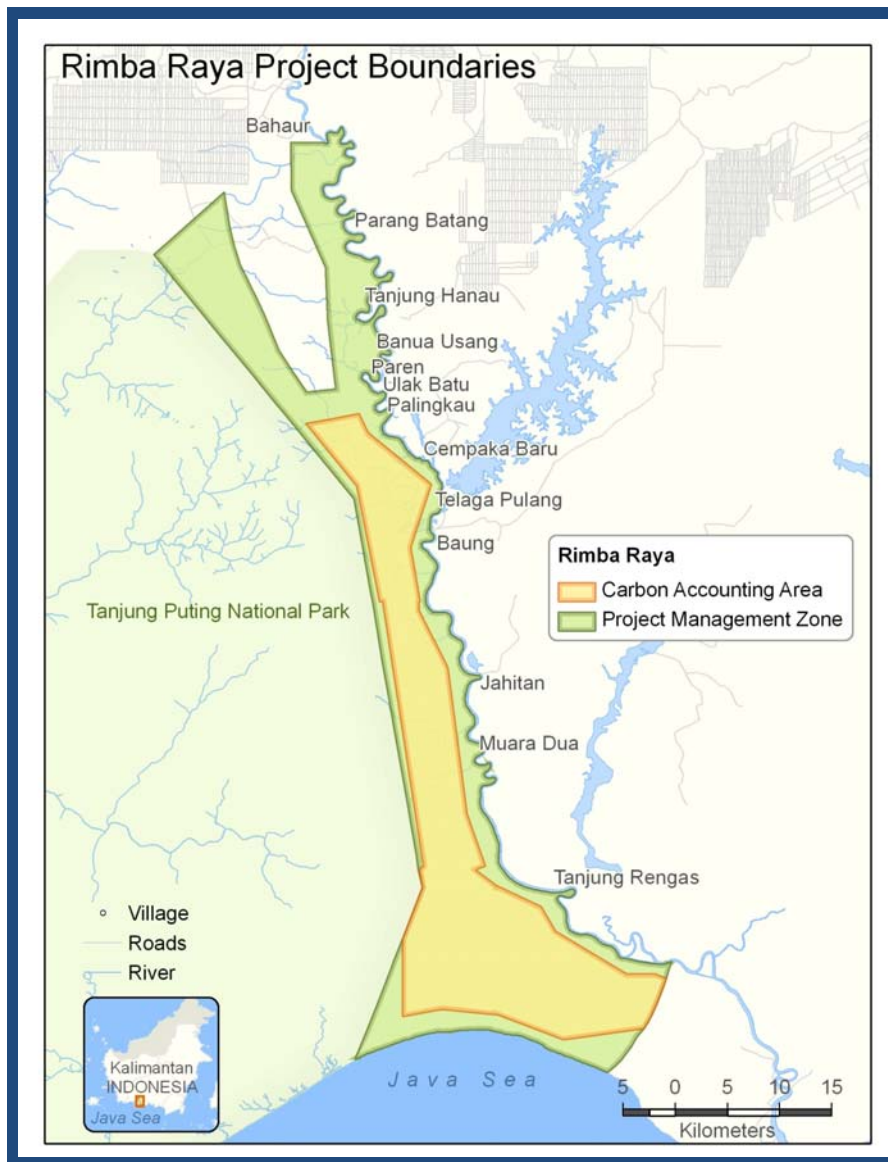 Rimba Raya Project Boundaries
Bahaur
Parang Batang
Tanjung Hanau
Banua Usang
Paren
Ulak Batu
Palingkau
Cempaka Baru
Telaga Pulang
Baung
Rimba Raya
Carbon Accounting Area
Project Management Zone
Tanjung Puting National Park
Jahitan
Muara Dua
Tanjung Rengas
Village
Roads
River
Kalimantan
INDONESIA
Java Sea
Java Sea
5 0 5 10 15
Kilometers